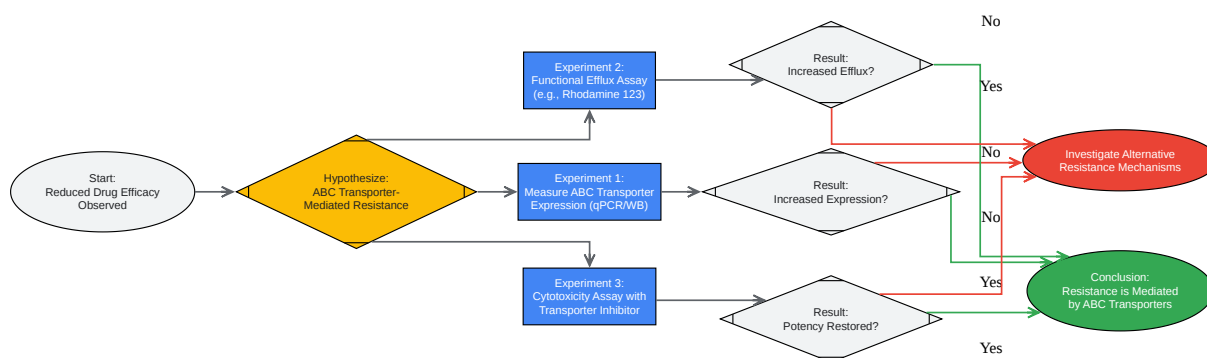 Start:
Reduced Drug Efficacy
Observed
Hypothesize:
ABC Transporter-
Mediated Resistance
Experiment 2:
Functional Efflux Assay
(e.g., Rhodamine 123)
Experiment 1:
Measure ABC Transporter
Expression (qPCR/WB)
Experiment 3:
Cytotoxicity Assay with
Transporter Inhibitor
Result:
Increased Efflux?
Result:
Increased Expression?
Result:
Potency Restored?
No
Yes
No
No
Yes
Yes
Investigate Alternative
Resistance Mechanisms
Conclusion:
Resistance is Mediated
by ABC Transporters